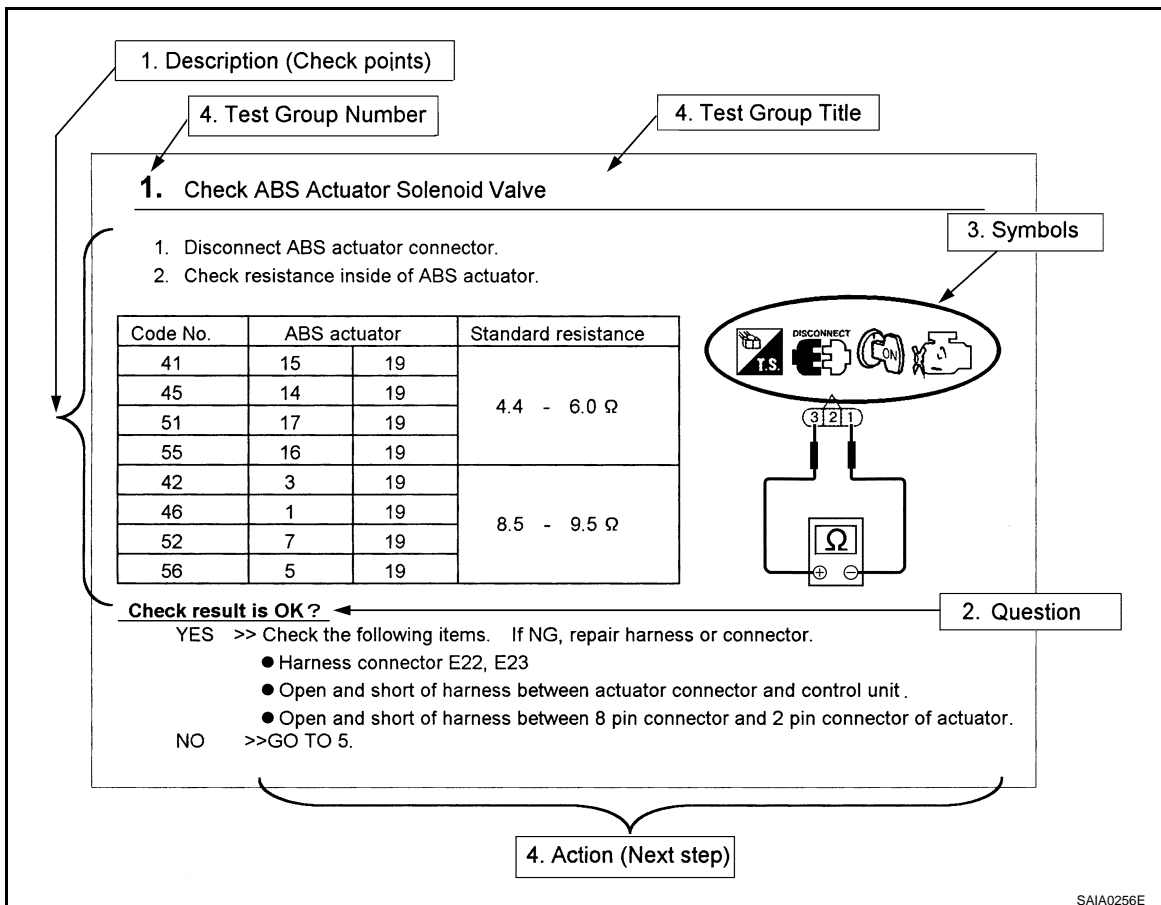 1. Description (Check points)
4. Test Group Number
4. Test Group Title
1. Check ABS Actuator Solenoid Valve
3. Symbols
1. Disconnect ABS actuator connector.
2. Check resistance inside of ABS actuator.
Code No. ABS actuator Standard resistance
41 15 19
45 14 19
4.4 - 6.0 Ω
51 17 19
55 16 19
42 3 19
46 1 19
8.5 - 9.5 Ω
52 7 19
56 5 19
T.S.
DISCONNECT
ON
3 2 1
Ω
+ −
Check result is OK?
2. Question
YES >> Check the following items. If NG, repair harness or connector.
● Harness connector E22, E23
● Open and short of harness between actuator connector and control unit.
● Open and short of harness between 8 pin connector and 2 pin connector of actuator.
NO >>GO TO 5.
4. Action (Next step)
SAIA0256E